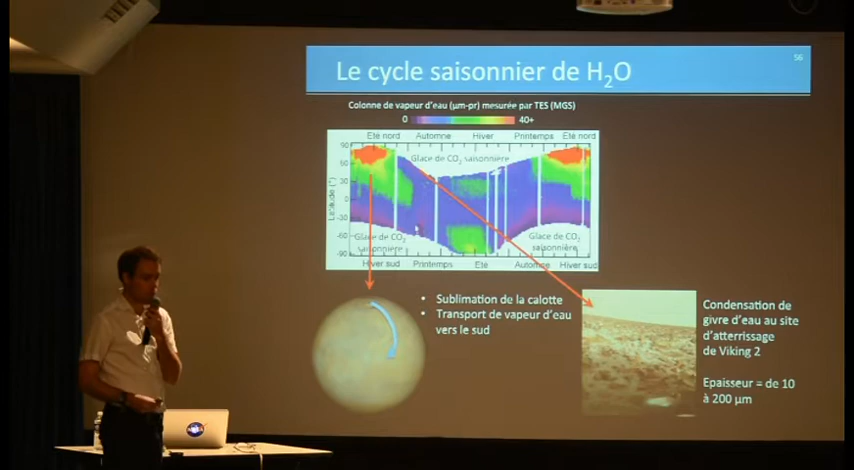 56
Le cycle saisonnier de H₂O
Colonne de vapeur d'eau (µm-pr) mesurée par TES (MGS)
0 40+
Eté nord Automne Hiver Printemps Eté nord
Glace de CO₂ saisonnière
Latitude (°)
90
60
30
0
-30
-60
-90
Glace de CO₂
saisonnière
Glace de CO₂
saisonnière
Hiver sud Printemps Eté Automne Hiver sud
• Sublimation de la calotte
• Transport de vapeur d'eau
vers le sud
Condensation de
givre d'eau au site
d'atterrissage
de Viking 2
Epaisseur = de 10
à 200 µm